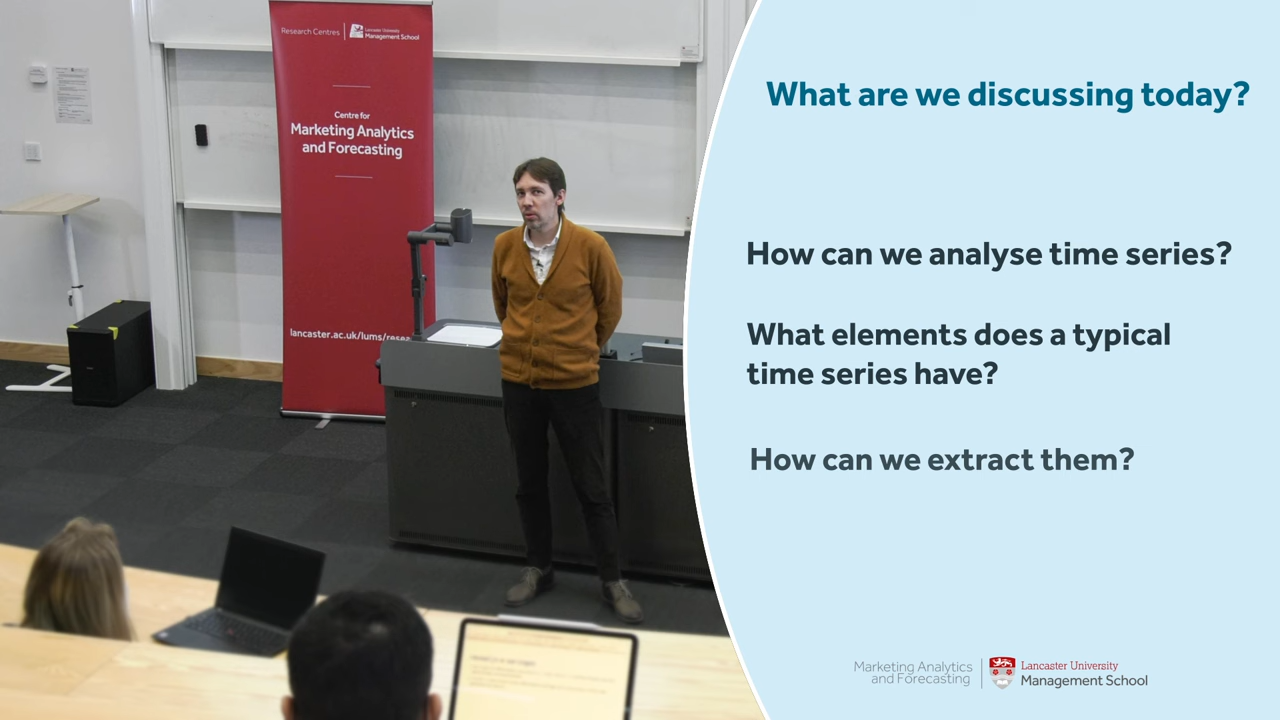 Research Centres
Lancaster University
Management School
Centre for
Marketing Analytics
and Forecasting
lancaster.ac.uk/lums/resea
What are we discussing today?
How can we analyse time series?
What elements does a typical
time series have?
How can we extract them?
Marketing Analytics
and Forecasting
Lancaster University
Management School